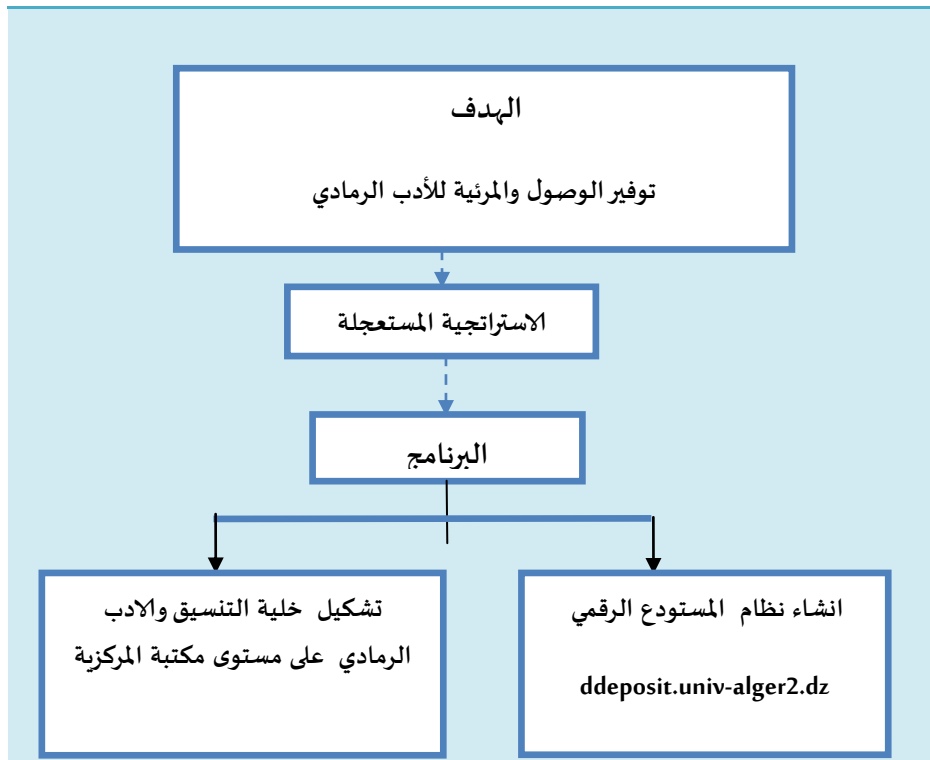 الهدف
توفير الوصول والمرئية للأدب الرمادي
الاستراتجية المستعجلة
البرنامج
انشاء نظام المستودع الرقمي
ddeposit.univ-alger2.dz
تشكيل خلية التنسيق والادب
الرمادي على مستوى مكتبة المركزية